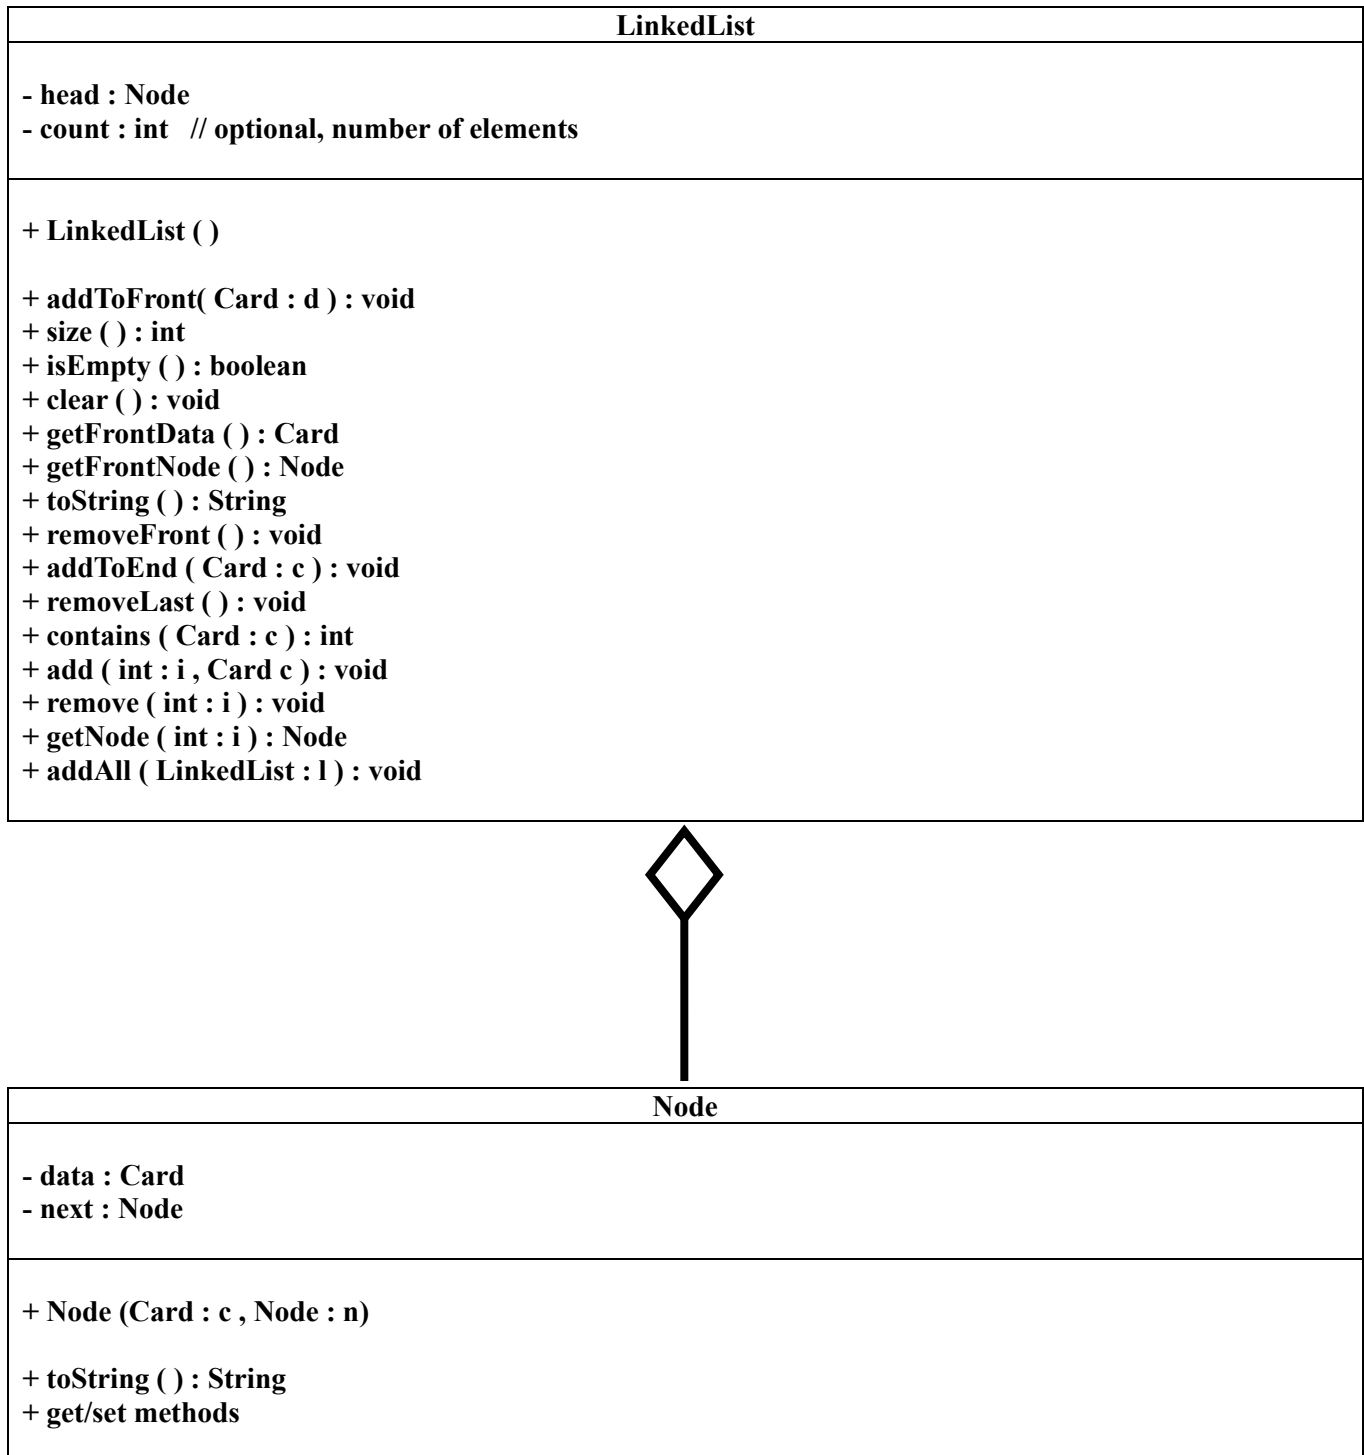 LinkedList
- head : Node
- count : int // optional, number of elements
+ LinkedList ( )
+ addToFront( Card : d ) : void
+ size ( ) : int
+ isEmpty ( ) : boolean
+ clear ( ) : void
+ getFrontData ( ) : Card
+ getFrontNode ( ) : Node
+ toString ( ) : String
+ removeFront ( ) : void
+ addToEnd ( Card : c ) : void
+ removeLast ( ) : void
+ contains ( Card : c ) : int
+ add ( int : i , Card c ) : void
+ remove ( int : i ) : void
+ getNode ( int : i ) : Node
+ addAll ( LinkedList : l ) : void
Node
- data : Card
- next : Node
+ Node (Card : c , Node : n)
+ toString ( ) : String
+ get/set methods